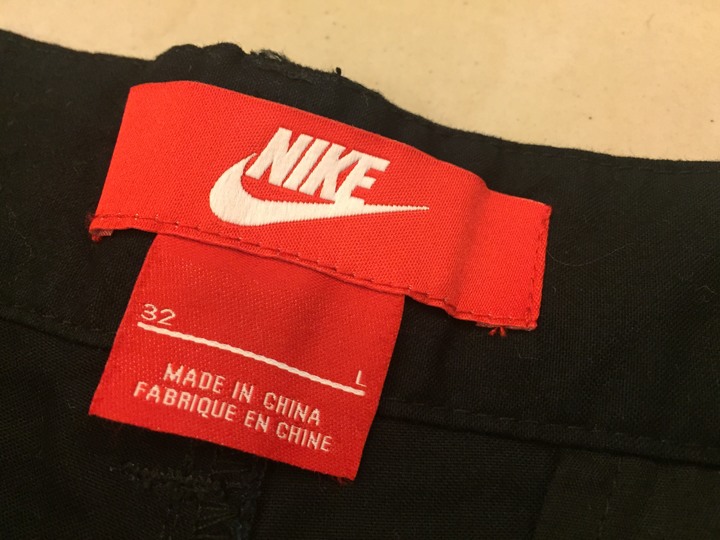 NIKE
32
L
MADE IN CHINA
FABRIQUE EN CHINE